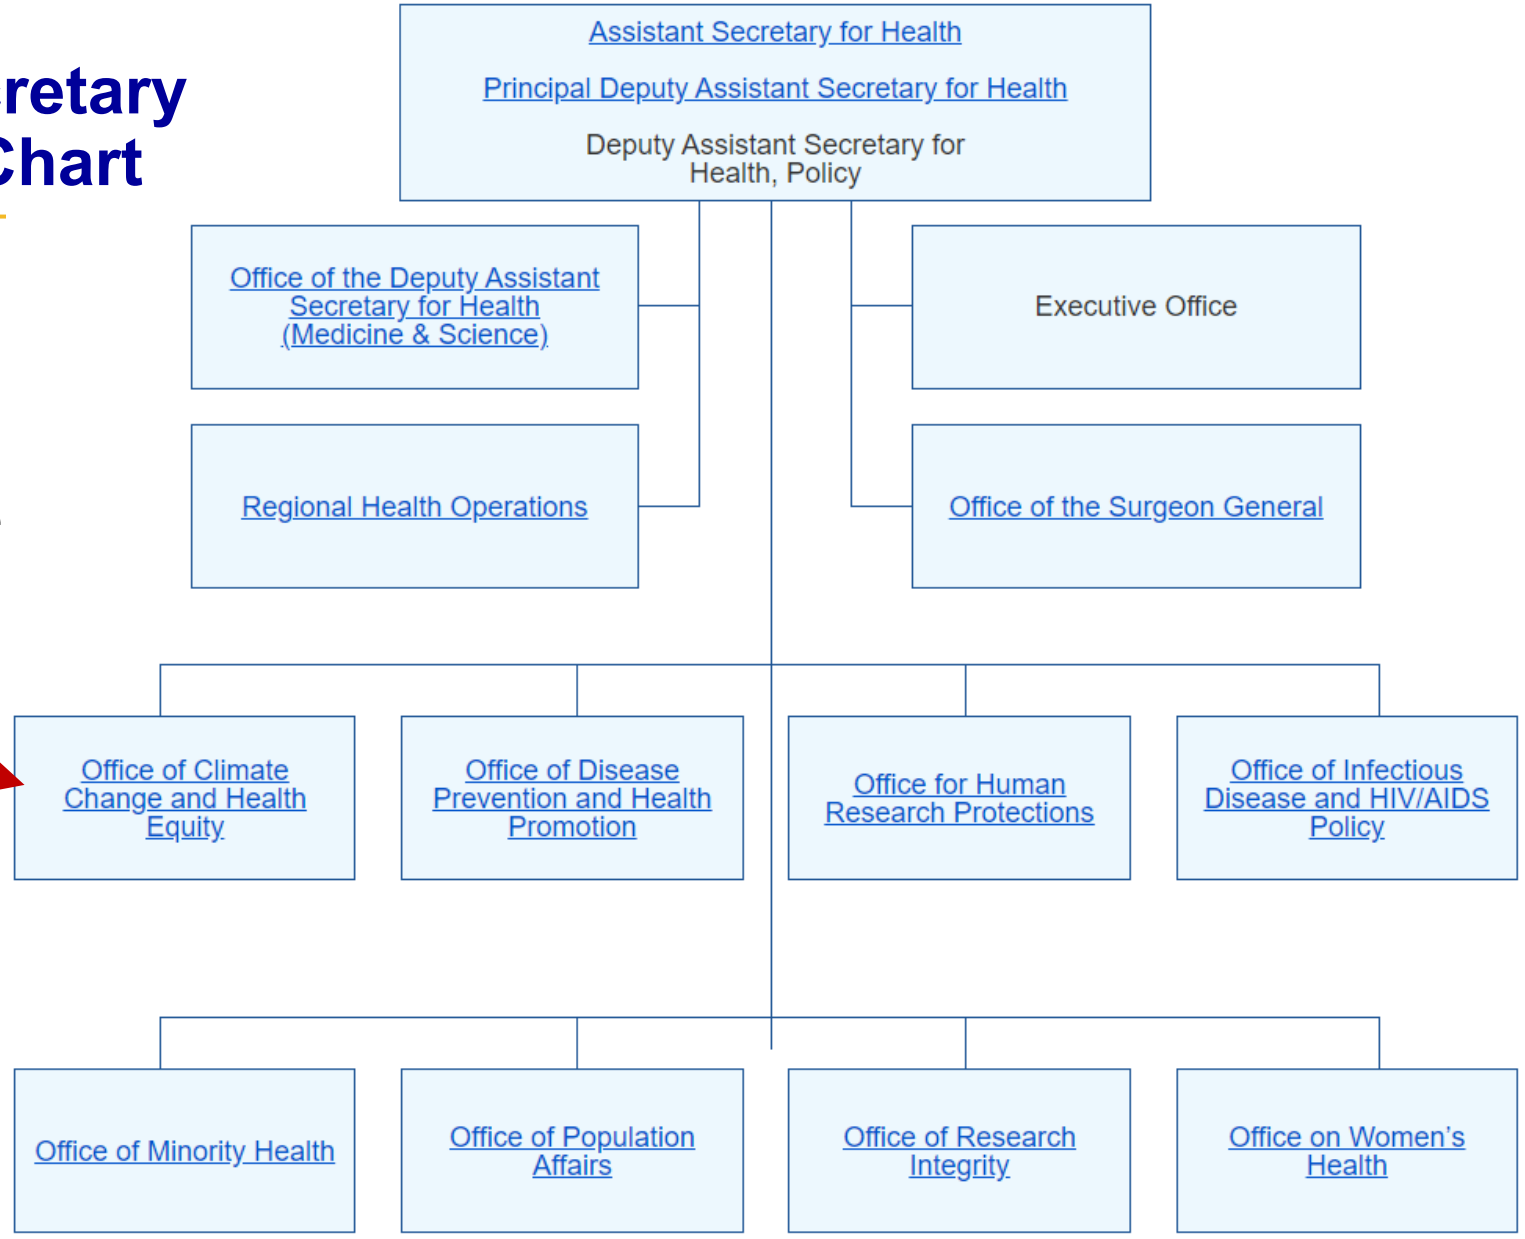 Assistant Secretary for Health
Principal Deputy Assistant Secretary for Health
Deputy Assistant Secretary for
Health, Policy
Chart
Office of the Deputy Assistant
Secretary for Health
(Medicine & Science)
Executive Office
Regional Health Operations
Office of the Surgeon General
Office of Climate
Change and Health
Equity
Office of Disease
Prevention and Health
Promotion
Office for Human
Research Protections
Office of Infectious
Disease and HIV/AIDS
Policy
Office of Minority Health
Office of Population
Affairs
Office of Research
Integrity
Office on Women’s
Health